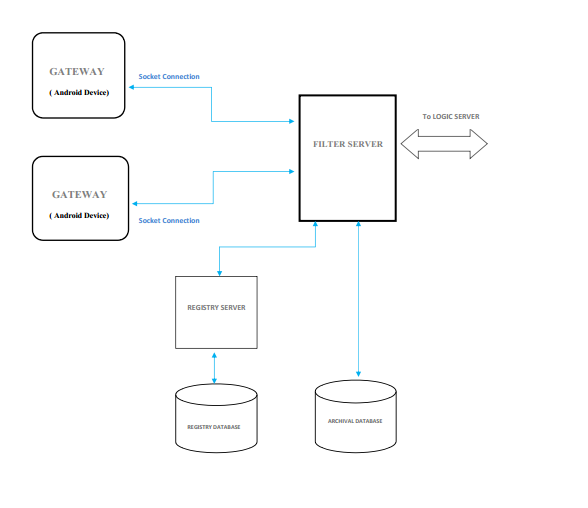 GATEWAY
( Android Device)
Socket Connection
To LOGIC SERVER
FILTER SERVER
GATEWAY
( Android Device)
Socket Connection
REGISTRY SERVER
REGISTRY DATABASE
ARCHIVAL DATABASE